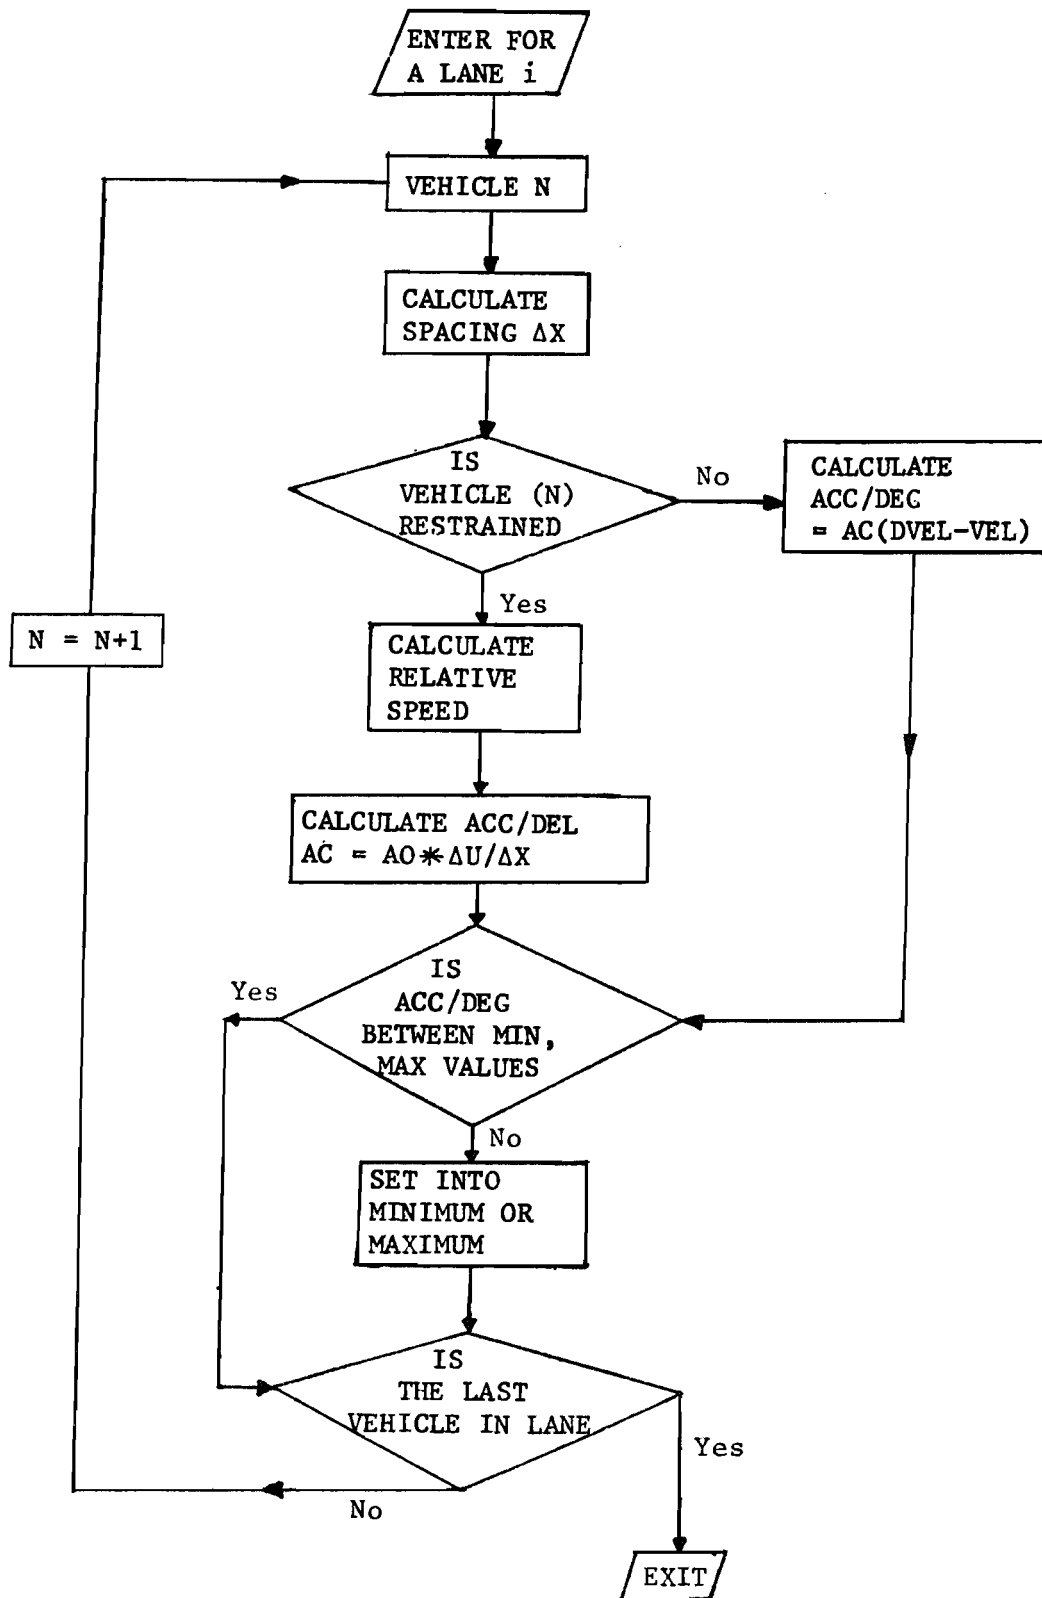 ENTER FOR
A LANE i
VEHICLE N
CALCULATE
SPACING ΔX
IS
VEHICLE (N)
RESTRAINED
No
CALCULATE
ACC/DEG
= AC(DVEL-VEL)
Yes
N = N+1
CALCULATE
RELATIVE
SPEED
CALCULATE ACC/DEL
AC = AO*ΔU/ΔX
IS
ACC/DEG
BETWEEN MIN,
MAX VALUES
Yes
No
SET INTO
MINIMUM OR
MAXIMUM
IS
THE LAST
VEHICLE IN LANE
Yes
No
EXIT